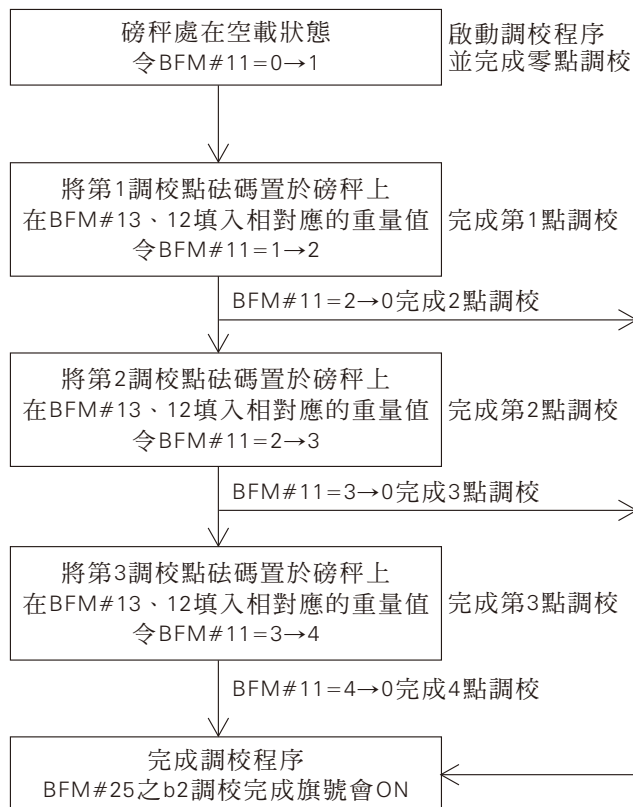 磅秤處在空載狀態
令BFM#11=0→1
啟動調校程序
並完成零點調校
將第1調校點砝碼置於磅秤上
在BFM#13、12填入相對應的重量值
令BFM#11=1→2
完成第1點調校
BFM#11=2→0完成2點調校
將第2調校點砝碼置於磅秤上
在BFM#13、12填入相對應的重量值
令BFM#11=2→3
完成第2點調校
BFM#11=3→0完成3點調校
將第3調校點砝碼置於磅秤上
在BFM#13、12填入相對應的重量值
令BFM#11=3→4
完成第3點調校
BFM#11=4→0完成4點調校
完成調校程序
BFM#25之b2調校完成旗號會ON